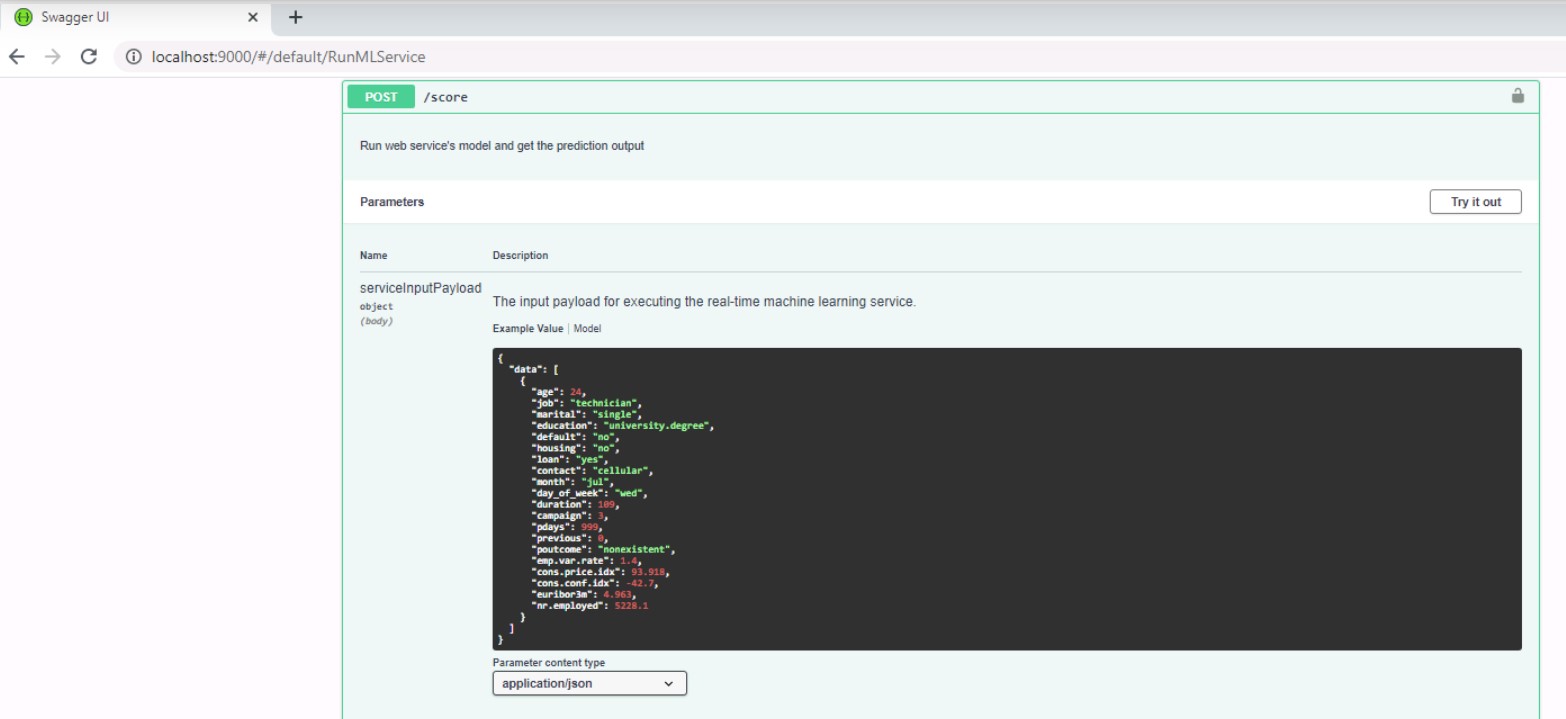 Swagger UI
localhost:9000/#/default/RunMLService
POST /score
Run web service's model and get the prediction output
Parameters
Try it out
Name Description
serviceInputPayload
object
(body)
The input payload for executing the real-time machine learning service.
Example Value | Model
{
"data": [
{
"age": 24,
"job": "technician",
"marital": "single",
"education": "university.degree",
"default": "no",
"housing": "no",
"loan": "yes",
"contact": "cellular",
"month": "jul",
"day_of_week": "wed",
"duration": 109,
"campaign": 3,
"pdays": 999,
"previous": 0,
"poutcome": "nonexistent",
"emp.var.rate": 1.4,
"cons.price.idx": 93.918,
"cons.conf.idx": -42.7,
"euribor3m": 4.963,
"nr.employed": 5228.1
}
]
}
Parameter content type
application/json